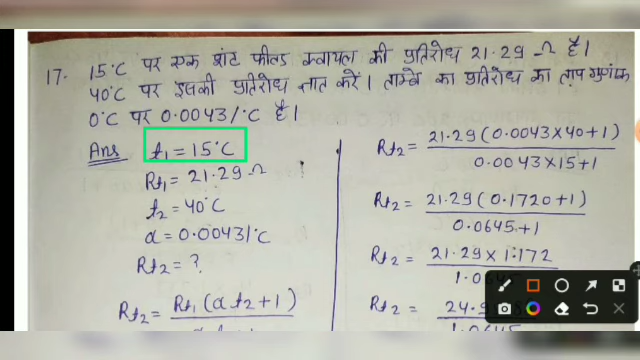 17. 15°C पर एक शंट फील्ड क्वायल की प्रतिरोध 21.29 Ω है।
40°C पर इसकी प्रतिरोध ज्ञात करें। ताम्बे का प्रतिरोध का ताप गुणांक
0°C पर 0.0043/°C है।
Ans t₁ = 15°C
Rt₁ = 21.29 Ω
t₂ = 40°C
α = 0.0043/°C
Rt₂ = ?
Rt₂ = Rt₁ (α t₂ + 1)
Rt₂ = 21.29 (0.0043 × 40 + 1)
0.0043 × 15 + 1
Rt₂ = 21.29 (0.1720 + 1)
0.0645 + 1
Rt₂ = 21.29 × 1.172
Rt₂ =